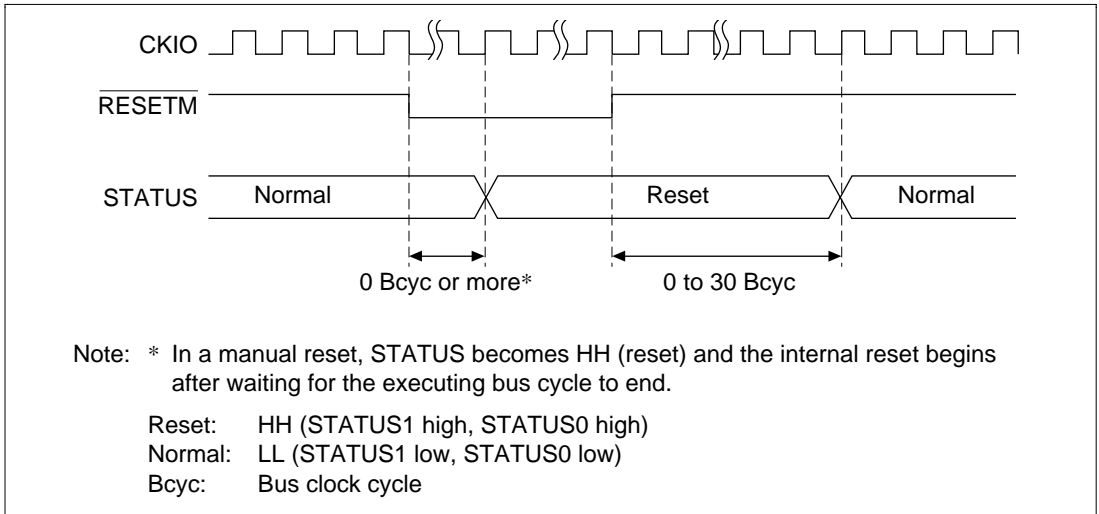 CKIO
RESETM
STATUS
Normal
Reset
Normal
0 Bcyc or more*
0 to 30 Bcyc
Note: * In a manual reset, STATUS becomes HH (reset) and the internal reset begins
after waiting for the executing bus cycle to end.
Reset: HH (STATUS1 high, STATUS0 high)
Normal: LL (STATUS1 low, STATUS0 low)
Bcyc: Bus clock cycle